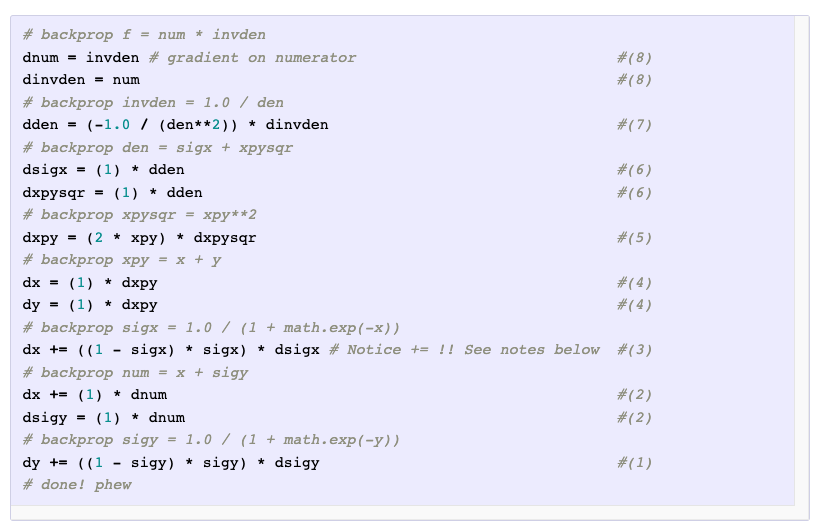 # backprop f = num * invden
dnum = invden # gradient on numerator #(8)
dinvden = num #(8)
# backprop invden = 1.0 / den
dden = (-1.0 / (den**2)) * dinvden #(7)
# backprop den = sigx + xpysqr
dsigx = (1) * dden #(6)
dxpysqr = (1) * dden #(6)
# backprop xpysqr = xpy**2
dxpy = (2 * xpy) * dxpysqr #(5)
# backprop xpy = x + y
dx = (1) * dxpy #(4)
dy = (1) * dxpy #(4)
# backprop sigx = 1.0 / (1 + math.exp(-x))
dx += ((1 - sigx) * sigx) * dsigx # Notice += !! See notes below #(3)
# backprop num = x + sigy
dx += (1) * dnum #(2)
dsigy = (1) * dnum #(2)
# backprop sigy = 1.0 / (1 + math.exp(-y))
dy += ((1 - sigy) * sigy) * dsigy #(1)
# done! phew